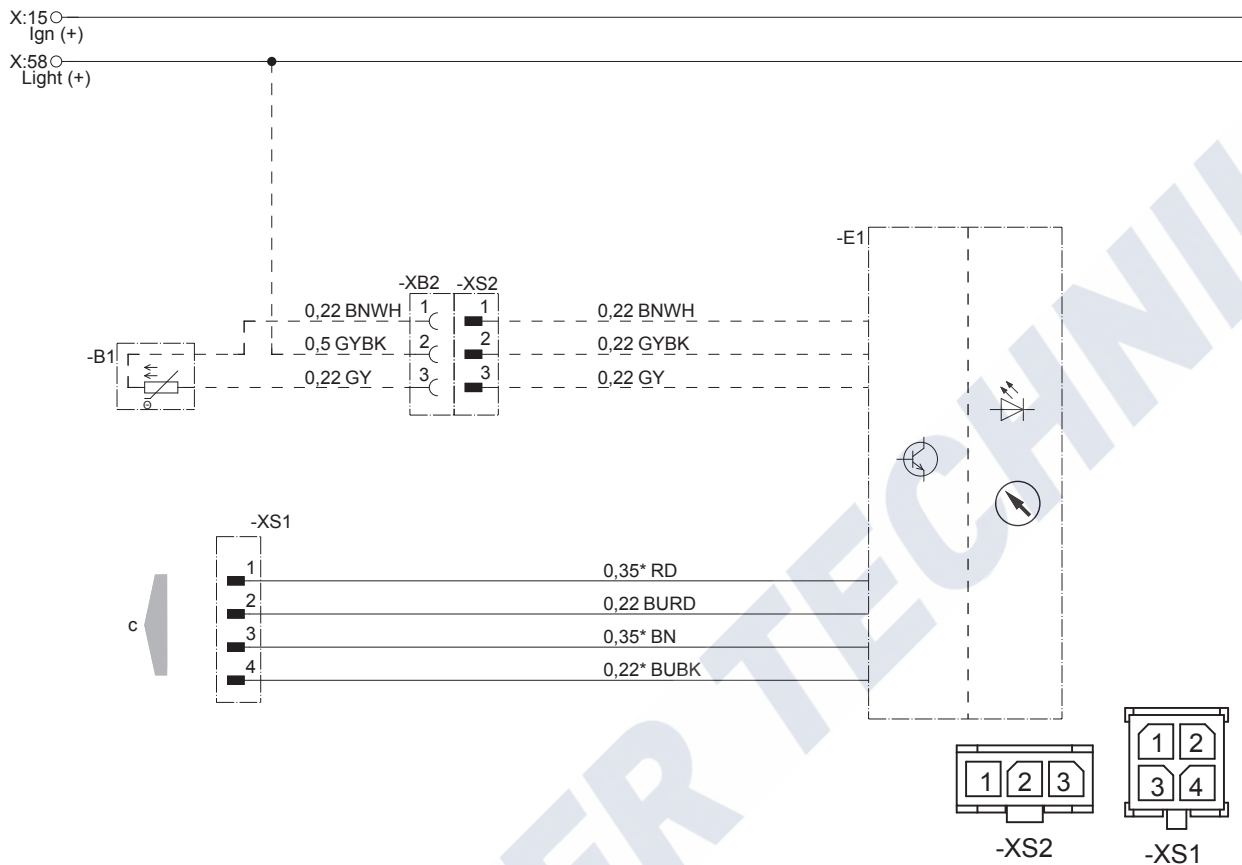 X:15
Ign (+)
X:58
Light (+)
-E1
-XB2 -XS2
0,22 BNWH 1 1 0,22 BNWH
-B1
0,5 GYBK 2 2 0,22 GYBK
0,22 GY 3 3 0,22 GY
Θ
-XS1
1 0,35* RD
2 0,22 BURD
c
3 0,35* BN
4 0,22* BUBK
1 2
1 2 3
3 4
-XS2
-XS1
ER TECHNI